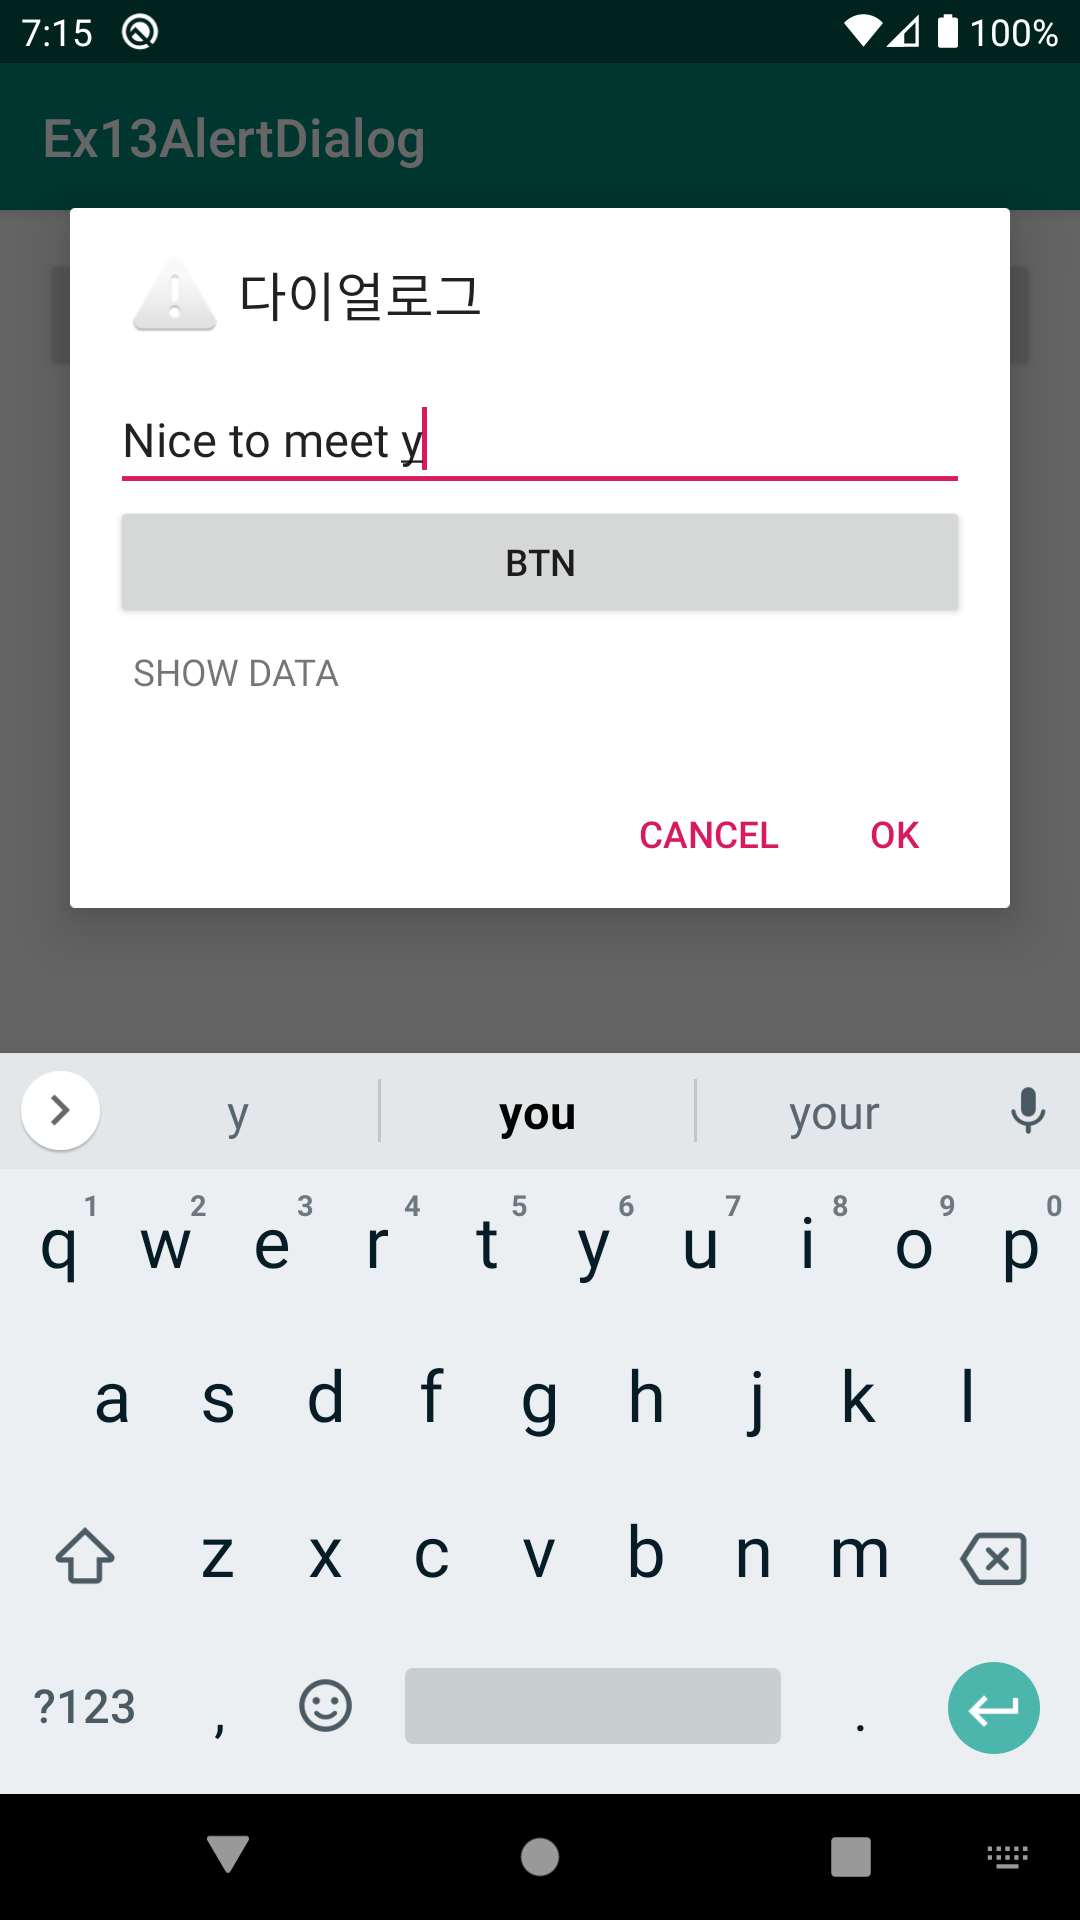 7:15 100%
Ex13AlertDialog
다이얼로그
Nice to meet y
BTN
SHOW DATA
CANCEL OK
y you your
1 2 3 4 5 6 7 8 9 0
q w e r t y u i o p
a s d f g h j k l
z x c v b n m
?123 , .